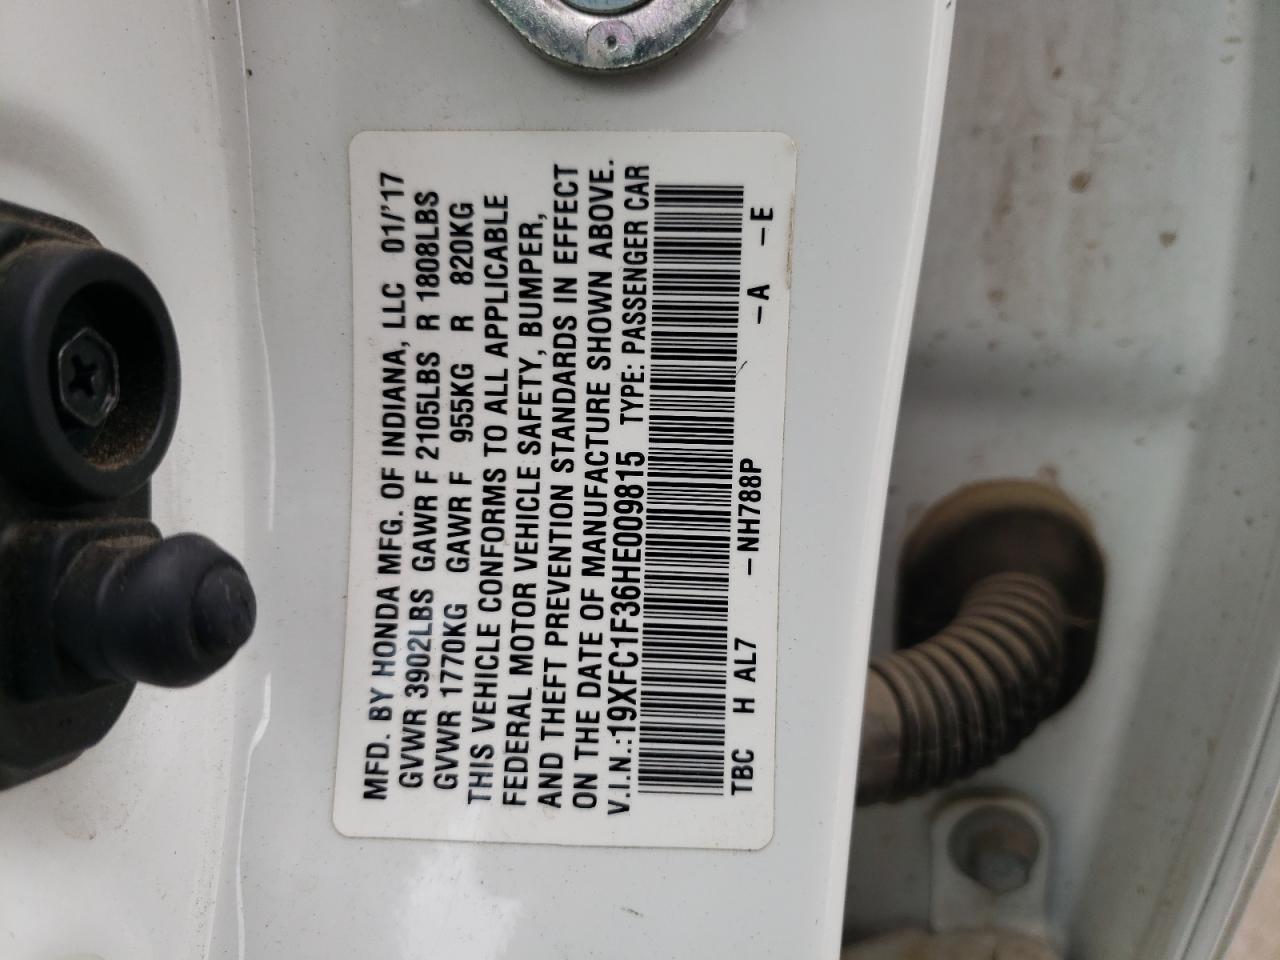 MFD. BY HONDA MFG. OF INDIANA, LLC 01/'17
GVWR 3902LBS GAWR F 2105LBS R 1808LBS
GVWR 1770KG GAWR F 955KG R 820KG
THIS VEHICLE CONFORMS TO ALL APPLICABLE
FEDERAL MOTOR VEHICLE SAFETY, BUMPER,
AND THEFT PREVENTION STANDARDS IN EFFECT
ON THE DATE OF MANUFACTURE SHOWN ABOVE.
V.I.N.:19XFC1F36HE009815 TYPE: PASSENGER CAR
TBC H AL7 -NH788P -A -E